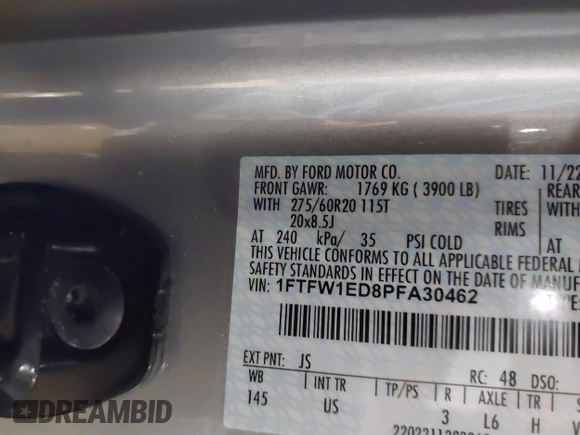 MFD. BY FORD MOTOR CO. DATE: 11/22
FRONT GAWR: 1769 KG ( 3900 LB) REAR
WITH 275/60R20 115T TIRES WITH
20x8.5J RIMS
AT 240 kPa/ 35 PSI COLD AT
THIS VEHICLE CONFORMS TO ALL APPLICABLE FEDERAL
SAFETY STANDARDS IN EFFECT ON THE DATE OF MANUF
VIN: 1FTFW1ED8PFA30462
EXT PNT: JS RC: 48 DSO:
WB INT TR TP/PS R AXLE TR
145 US 3 L6 H
DREAMBID